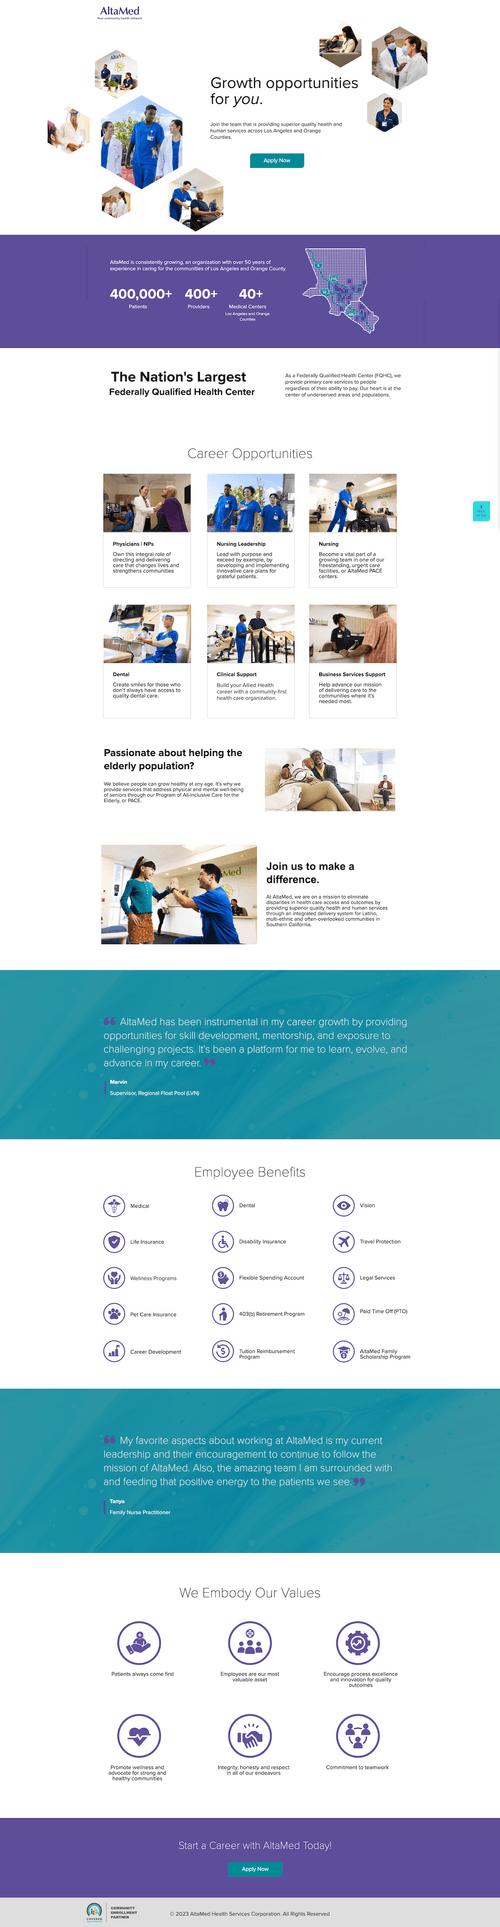 AltaMed
Your community health network
Growth opportunities
for you.
Join the team that is providing superior quality health and
human services across Los Angeles and Orange
Counties.
Apply Now
AltaMed is consistently growing, an organization with over 50 years of
experience in caring for the communities of Los Angeles and Orange County.
400,000+
Patients
400+
Providers
40+
Medical Centers
Los Angeles and Orange
Counties
The Nation's Largest
Federally Qualified Health Center
As a Federally Qualified Health Center (FQHC), we
provide primary care services to people
regardless of their ability to pay. Our heart is at the
center of underserved areas and populations.
Career Opportunities
Physicians | NPs
Own this integral role of
directing and delivering
care that changes lives and
strengthens communities
Nursing Leadership
Lead with purpose and
exceed by example, by
developing and implementing
innovative care plans for
grateful patients.
Nursing
Become a vital part of a
growing team in one of our
freestanding, urgent care
facilities, or AltaMed PACE
centers.
Dental
Create smiles for those who
don't always have access to
quality dental care.
Clinical Support
Build your Allied Health
career with a community-first
health care organization.
Business Services Support
Help advance our mission
of delivering care to the
communities where it's
needed most.
Passionate about helping the
elderly population?
We believe people can grow healthy at any age. It's why we
provide services that address physical and mental well-being
of seniors through our Program of All-Inclusive Care for the
Elderly, or PACE.
Join us to make a
difference.
At AltaMed, we are on a mission to eliminate
disparities in health care access and outcomes by
providing superior quality health and human services
through an integrated delivery system for Latino,
multi-ethnic and often-overlooked communities in
Southern California.
❝ AltaMed has been instrumental in my career growth by providing
opportunities for skill development, mentorship, and exposure to
challenging projects. It's been a platform for me to learn, evolve, and
advance in my career. ❞
Marvin
Supervisor, Regional Float Pool (LVN)
Employee Benefits
Medical
Dental
Vision
Life Insurance
Disability Insurance
Travel Protection
Wellness Programs
Flexible Spending Account
Legal Services
Pet Care Insurance
403(b) Retirement Program
Paid Time Off (PTO)
Career Development
Tuition Reimbursement
Program
AltaMed Family
Scholarship Program
❝ My favorite aspects about working at AltaMed is my current
leadership and their encouragement to continue to follow the
mission of AltaMed. Also, the amazing team I am surrounded with
and feeding that positive energy to the patients we see. ❞
Tanya
Family Nurse Practitioner
We Embody Our Values
Patients always come first
Employees are our most
valuable asset
Encourage process excellence
and innovation for quality
outcomes
Promote wellness and
advocate for strong and
healthy communities
Integrity, honesty and respect
in all of our endeavors
Commitment to teamwork
Start a Career with AltaMed Today!
Apply Now
COVERED
COMMUNITY
ENROLLMENT
PARTNER
© 2023 AltaMed Health Services Corporation. All Rights Reserved